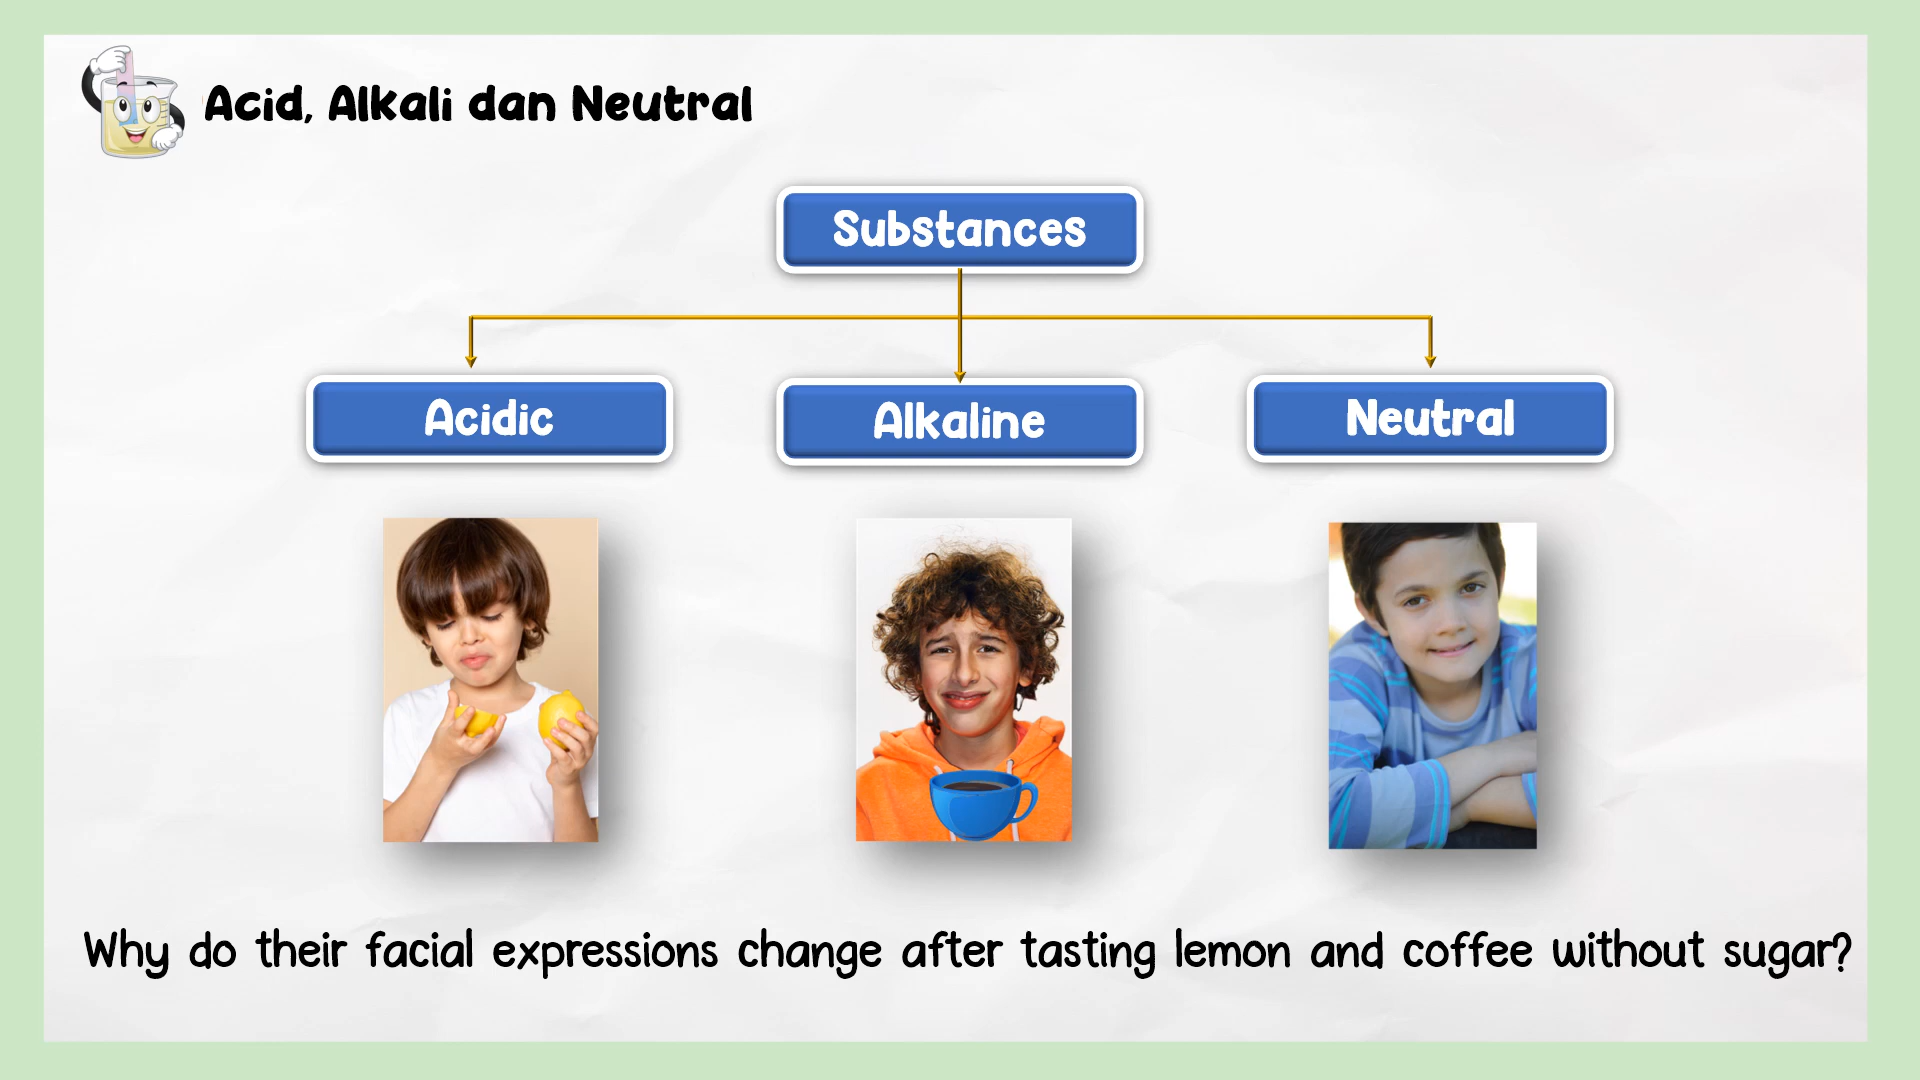 Acid, Alkali dan Neutral
Substances
Acidic
Alkaline
Neutral
Why do their facial expressions change after tasting lemon and coffee without sugar?